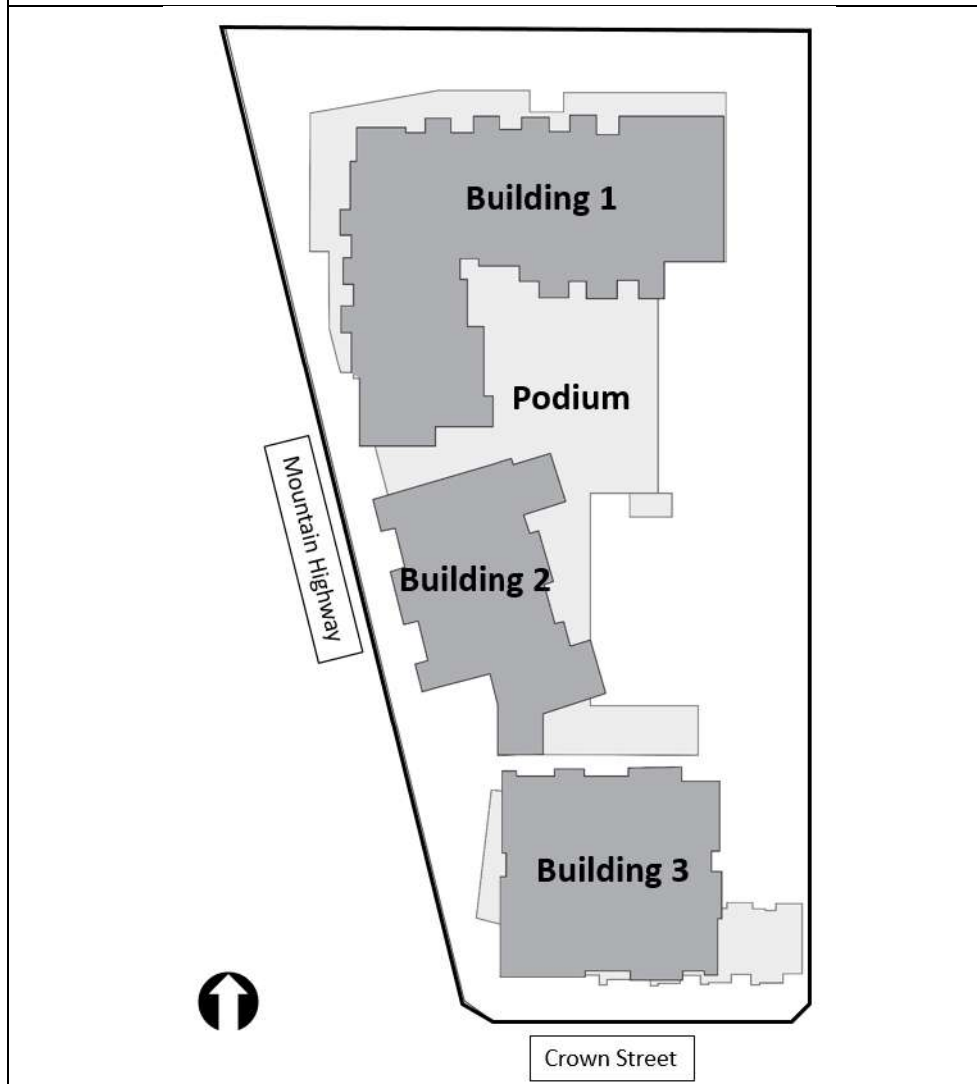 Building 1
Podium
Mountain Highway
Building 2
Building 3
Crown Street